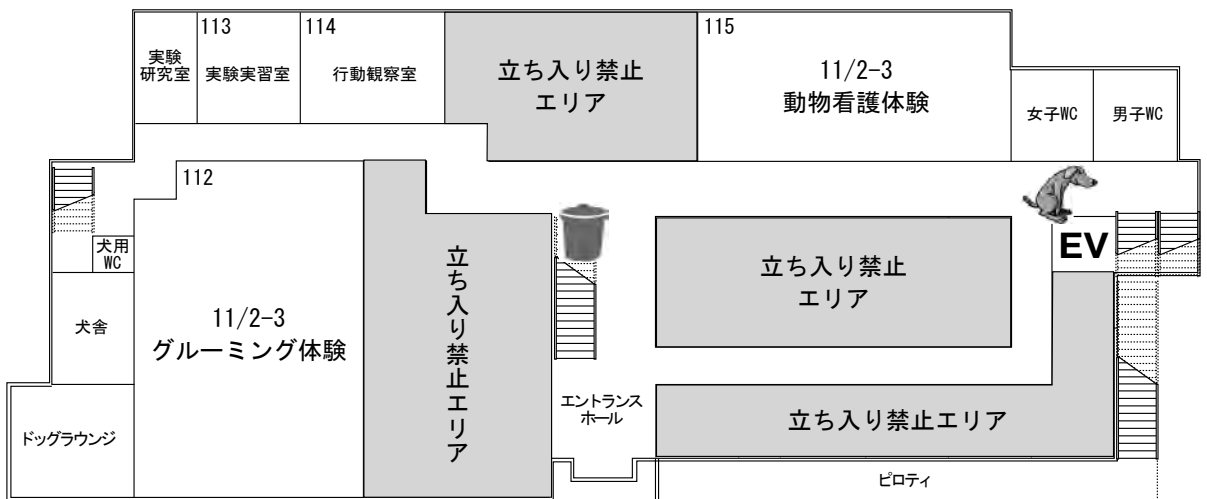 113
114
115
実験
研究室
実験実習室
行動観察室
立ち入り禁止
エリア
11/2-3
動物看護体験
女子WC
男子WC
112
犬用
WC
犬舎
11/2-3
グルーミング体験
立ち入り禁止エリア
立ち入り禁止
エリア
EV
ドッグラウンジ
エントランス
ホール
立ち入り禁止エリア
ピロティ